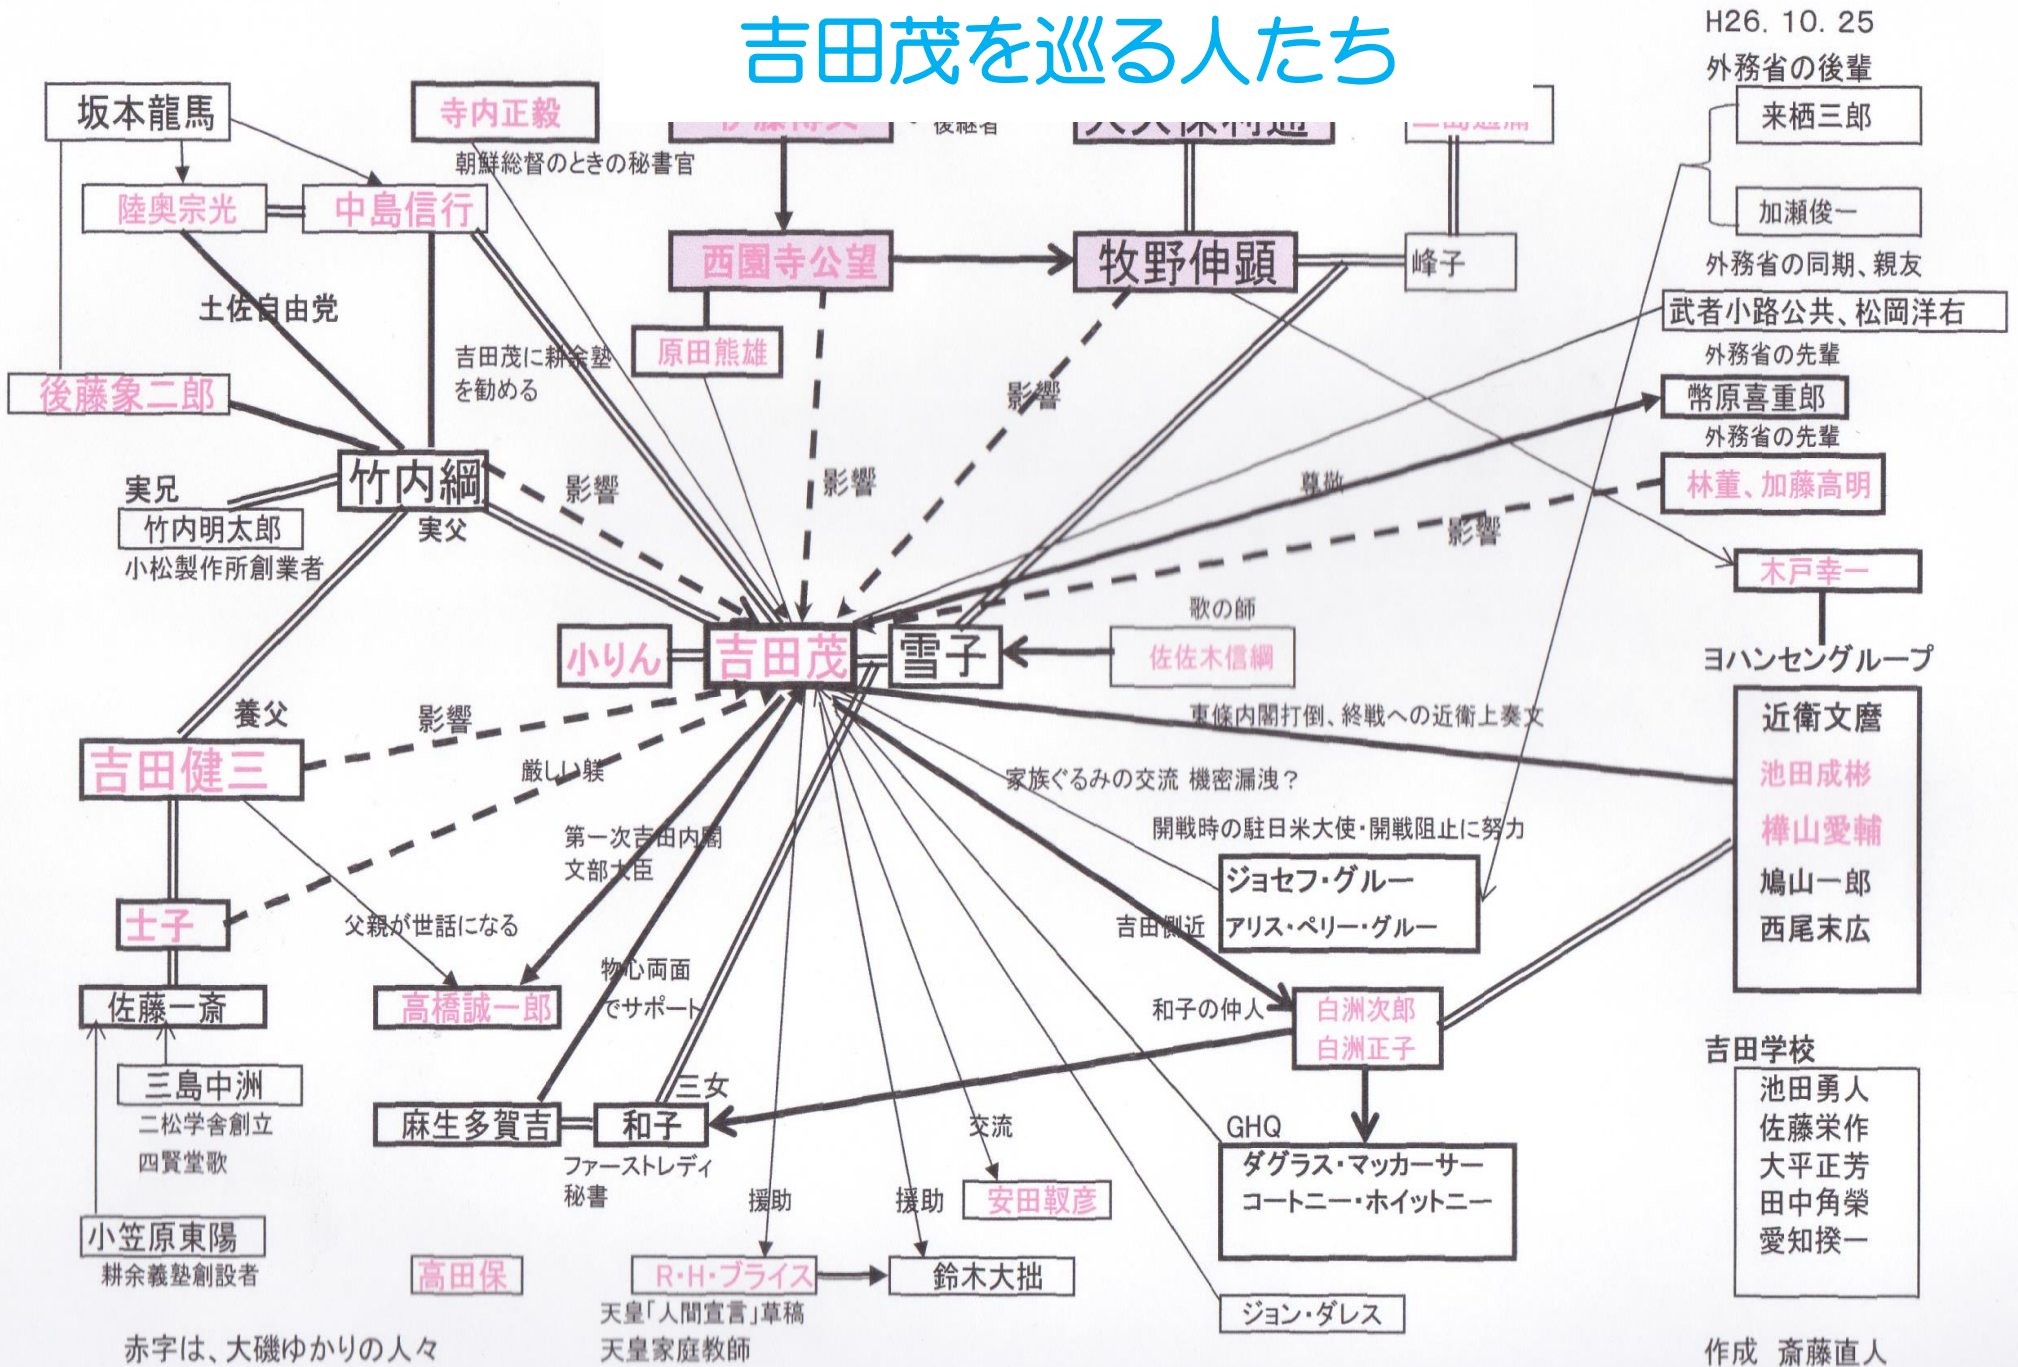 吉田茂を巡る人たち
H26.10.25
外務省の後輩
坂本龍馬
寺内正毅
後継者
来栖三郎
朝鮮総督のときの秘書官
陸奥宗光
中島信行
加瀬俊一
西園寺公望
牧野伸顕
峰子
外務省の同期、親友
土佐自由党
武者小路公共、松岡洋右
吉田茂に耕余塾
を勧める
原田熊雄
外務省の先輩
後藤象二郎
影響
幣原喜重郎
外務省の先輩
竹内綱
実兄
影響
影響
尊敬
林董、加藤高明
竹内明太郎
実父
影響
小松製作所創業者
木戸幸一
歌の師
小りん
吉田茂
雪子
佐佐木信綱
ヨハンセングループ
養父
影響
東條内閣打倒、終戦への近衛上奏文
近衛文麿
吉田健三
厳しい躾
家族ぐるみの交流 機密漏洩?
池田成彬
第一次吉田内閣
文部大臣
開戦時の駐日米大使・開戦阻止に努力
樺山愛輔
ジョセフ・グルー
鳩山一郎
士子
父親が世話になる
吉田側近
アリス・ペリー・グルー
西尾末広
物心両面
でサポート
佐藤一斎
高橋誠一郎
和子の仲人
白洲次郎
白洲正子
吉田学校
三島中洲
三女
池田勇人
二松学舎創立
四賢堂歌
麻生多賀吉
和子
交流
GHQ
佐藤栄作
ファーストレディ
秘書
ダグラス・マッカーサー
大平正芳
援助
援助
安田靫彦
コートニー・ホイットニー
田中角榮
小笠原東陽
愛知揆一
耕余義塾創設者
高田保
R・H・ブライス
鈴木大拙
天皇「人間宣言」草稿
天皇家庭教師
ジョン・ダレス
赤字は、大磯ゆかりの人々
作成 斎藤直人